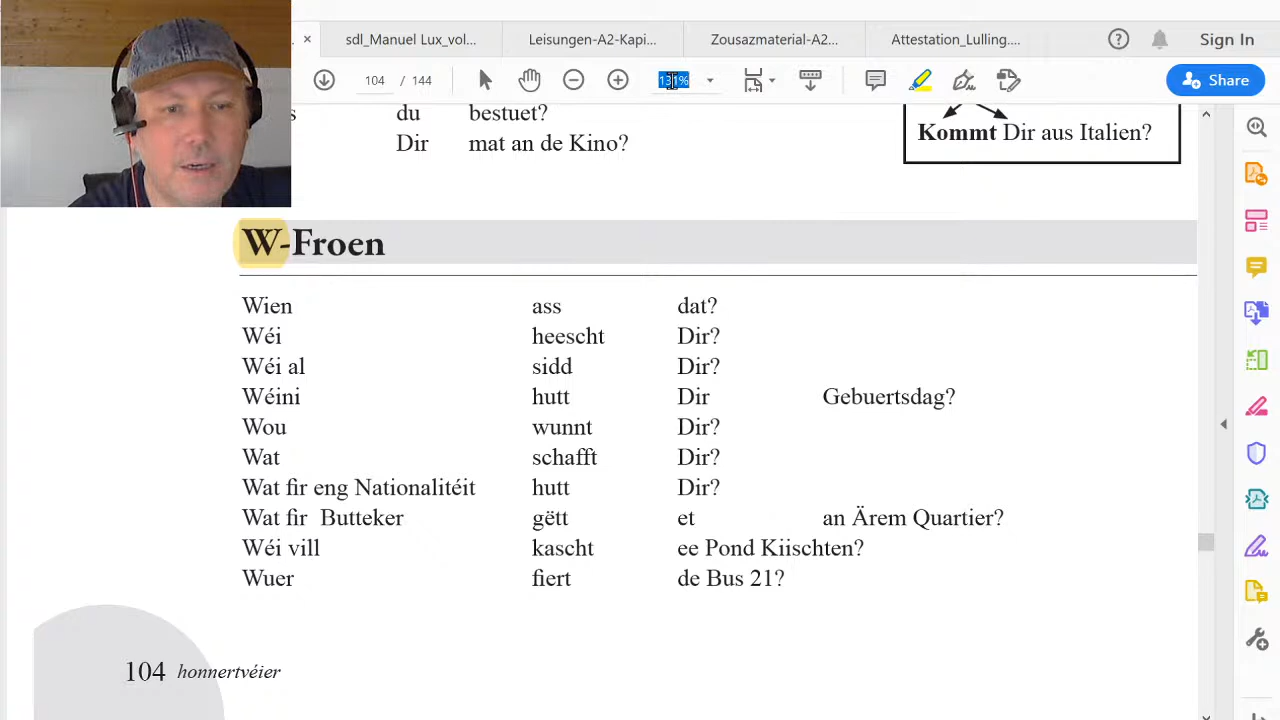 sdl_Manuel Lux_vol... Leisungen-A2-Kapi... Zousazmaterial-A2... Attestation_Lulling.... Sign In
104 / 144 131% Share
du bestuet?
Dir mat an de Kino?
Kommt Dir aus Italien?
W-Froen
Wien ass dat?
Wéi heescht Dir?
Wéi al sidd Dir?
Wéini hutt Dir Gebuertsdag?
Wou wunnt Dir?
Wat schafft Dir?
Wat fir eng Nationalitéit hutt Dir?
Wat fir Butteker gëtt et an Ärem Quartier?
Wéi vill kascht ee Pond Kiischten?
Wuer fiert de Bus 21?
104 honnertvéier